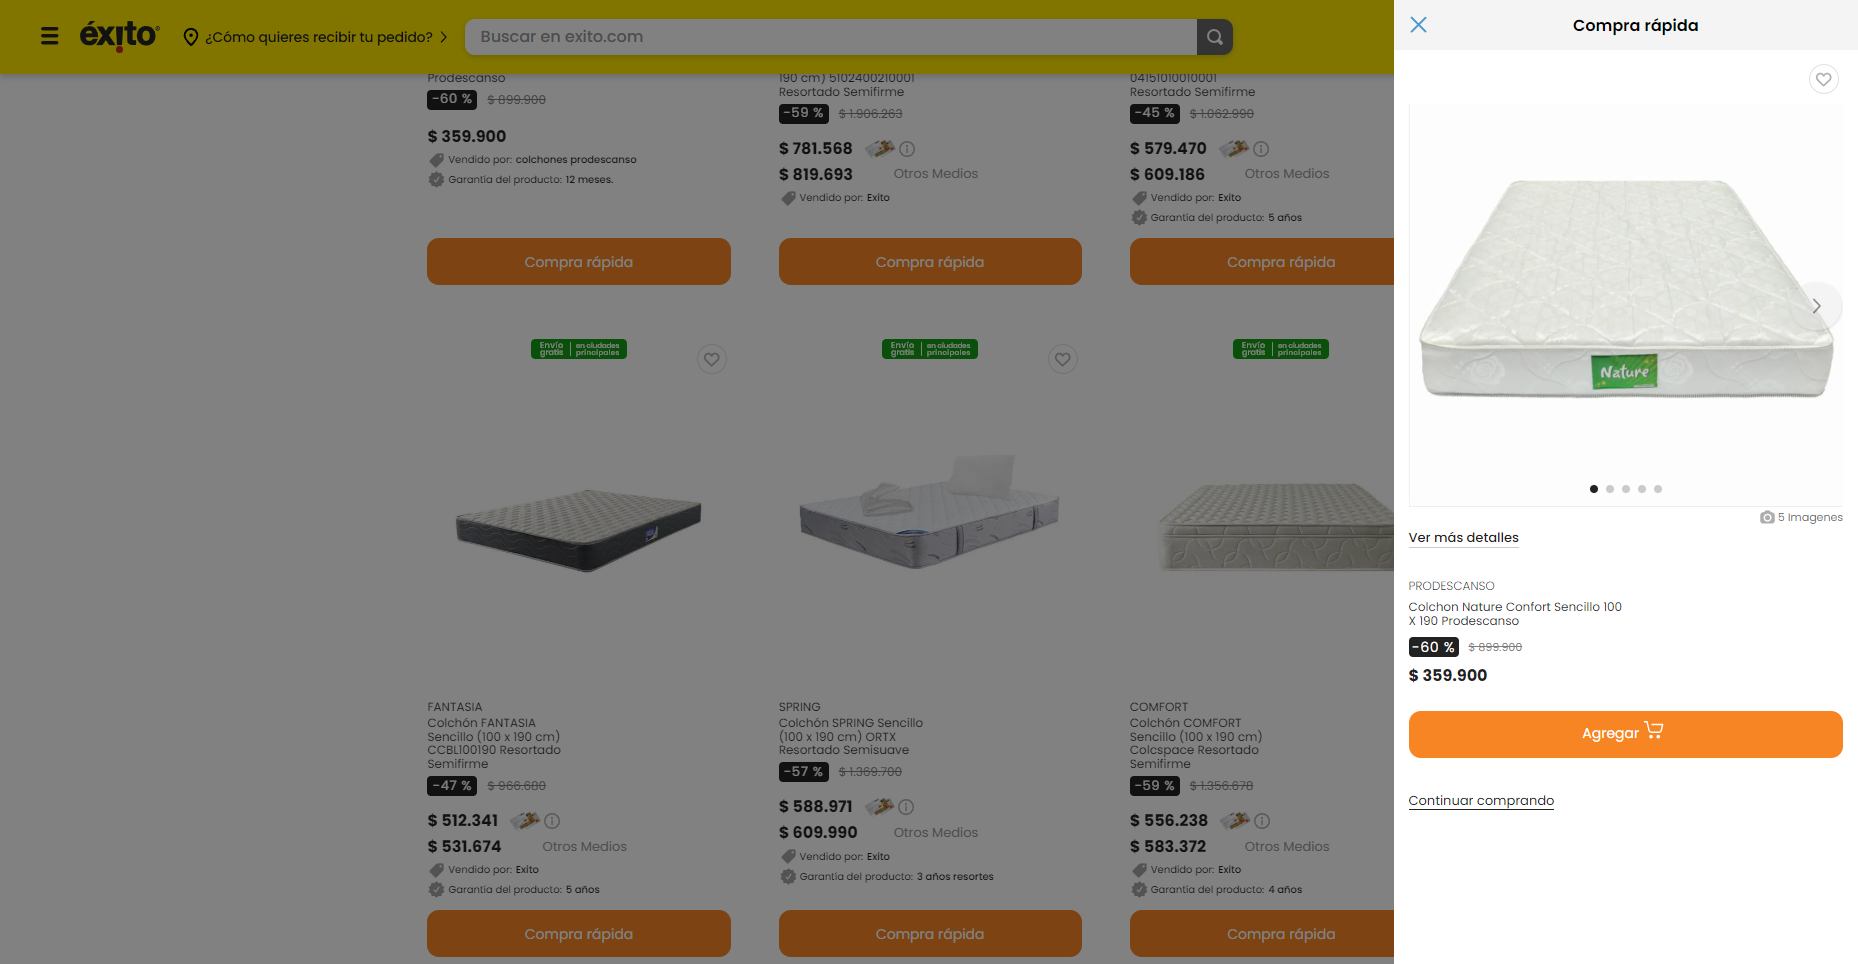 éxito
¿Cómo quieres recibir tu pedido?
Buscar en exito.com
Compra rápida
Prodescanso
-60 % $ 899.900
$ 359.900
Vendido por: colchones prodescanso
Garantía del producto: 12 meses.
Compra rápida
190 cm) 5102400210001
Resortado Semifirme
-59 % $ 1.906.263
$ 781.568
$ 819.693 Otros Medios
Vendido por: Exito
Compra rápida
04151010010001
Resortado Semifirme
-45 % $ 1.062.990
$ 579.470
$ 609.186 Otros Medios
Vendido por: Exito
Garantía del producto: 5 años
Compra rápida
Envío gratis en ciudades principales
FANTASIA
Colchón FANTASIA
Sencillo (100 x 190 cm)
CCBL100190 Resortado
Semifirme
-47 % $ 966.680
$ 512.341
$ 531.674 Otros Medios
Vendido por: Exito
Garantía del producto: 5 años
Compra rápida
Envío gratis en ciudades principales
SPRING
Colchón SPRING Sencillo
(100 x 190 cm) ORTX
Resortado Semisuave
-57 % $ 1.369.700
$ 588.971
$ 609.990 Otros Medios
Vendido por: Exito
Garantía del producto: 3 años resortes
Compra rápida
Envío gratis en ciudades principales
COMFORT
Colchón COMFORT
Sencillo (100 x 190 cm)
Colcspace Resortado
Semifirme
-59 % $ 1.356.678
$ 556.238
$ 583.372 Otros Medios
Vendido por: Exito
Garantía del producto: 4 años
Compra rápida
Nature
5 Imagenes
Ver más detalles
PRODESCANSO
Colchon Nature Confort Sencillo 100
X 190 Prodescanso
-60 % $ 899.900
$ 359.900
Agregar
Continuar comprando